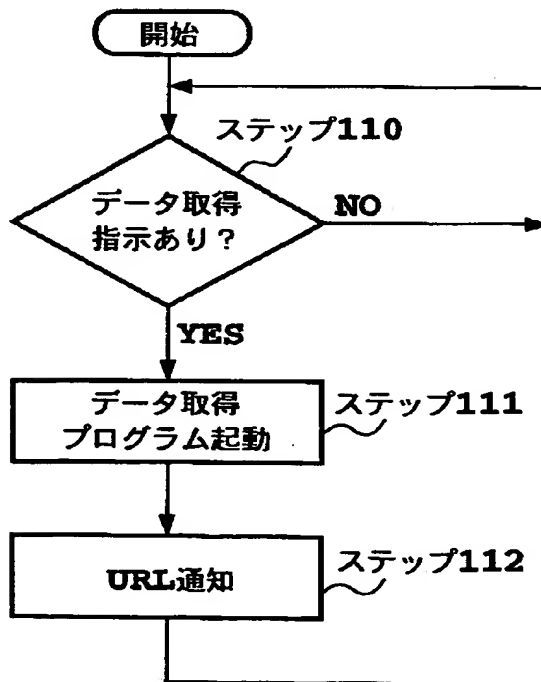 開始
ステップ110
データ取得
指示あり？
NO
YES
データ取得
プログラム起動
ステップ111
URL通知
ステップ112